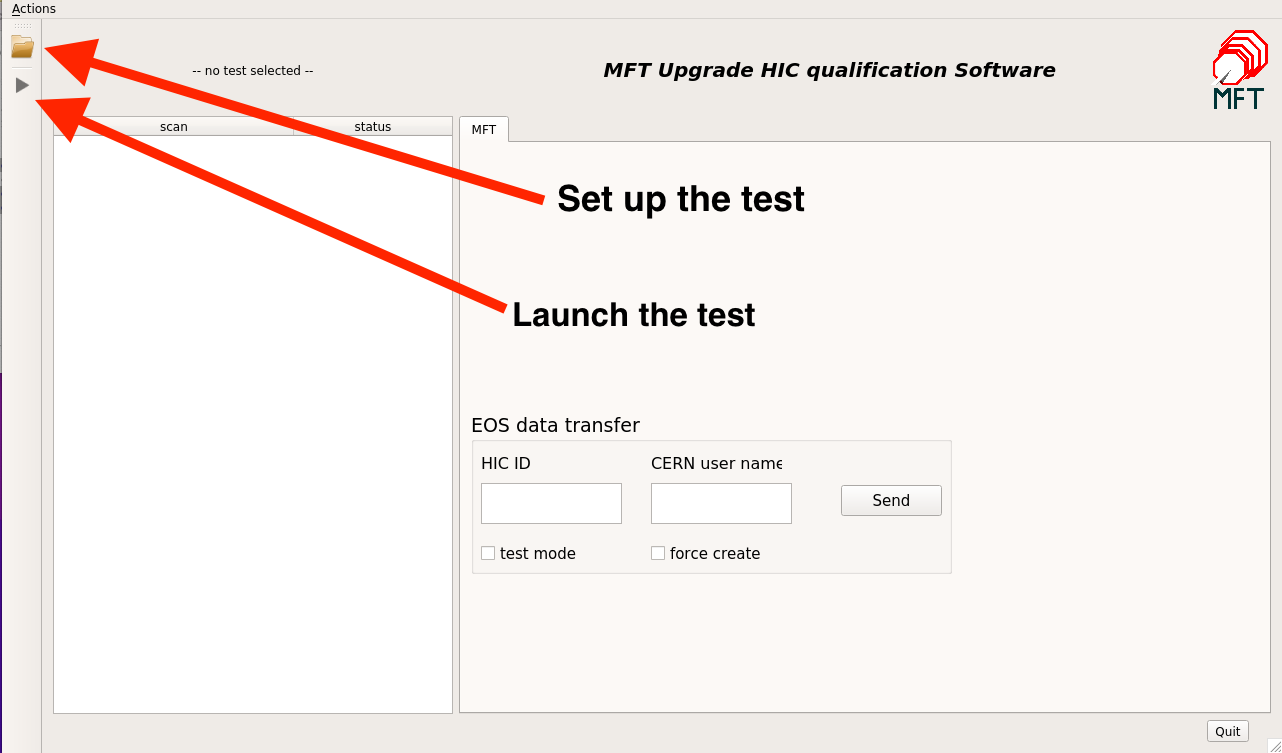 Actions
-- no test selected --
MFT Upgrade HIC qualification Software
MFT
scan status
MFT
Set up the test
Launch the test
EOS data transfer
HIC ID CERN user name
Send
test mode force create
Quit